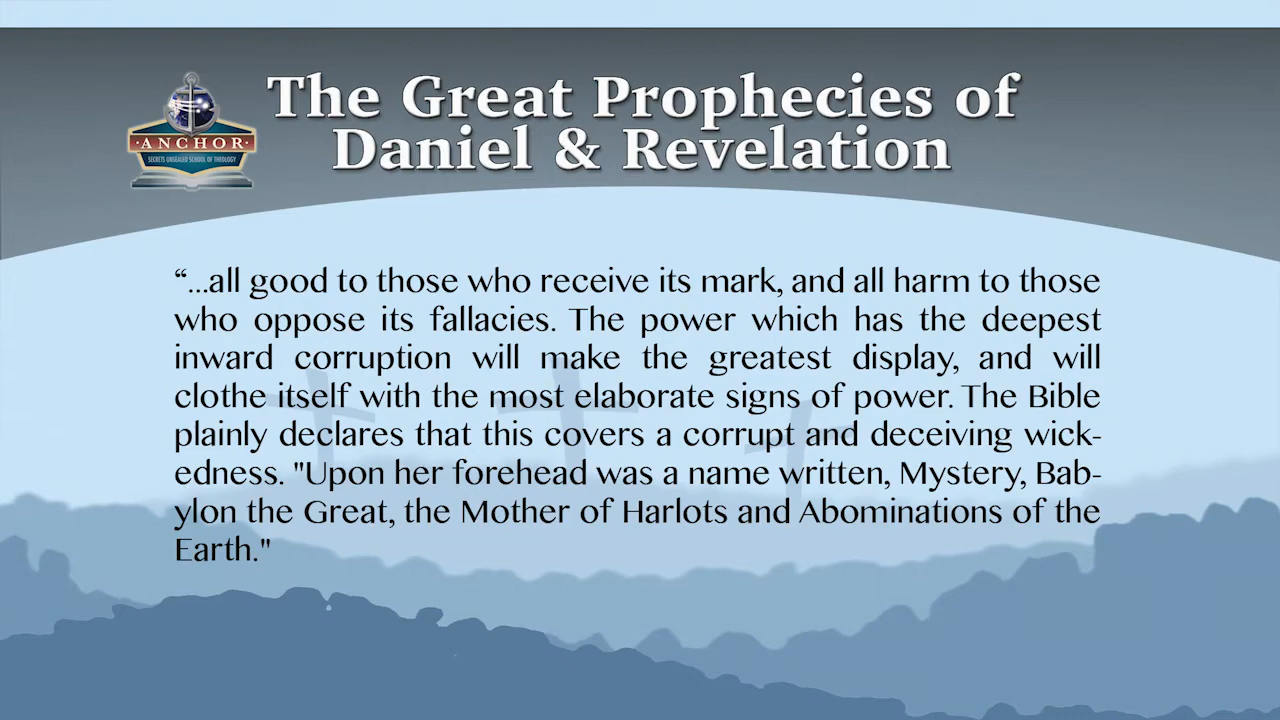 The Great Prophecies of
Daniel & Revelation
·ANCHOR·
SECRETS UNSEALED SCHOOL OF THEOLOGY
“...all good to those who receive its mark, and all harm to those
who oppose its fallacies. The power which has the deepest
inward corruption will make the greatest display, and will
clothe itself with the most elaborate signs of power. The Bible
plainly declares that this covers a corrupt and deceiving wick-
edness. "Upon her forehead was a name written, Mystery, Bab-
ylon the Great, the Mother of Harlots and Abominations of the
Earth."